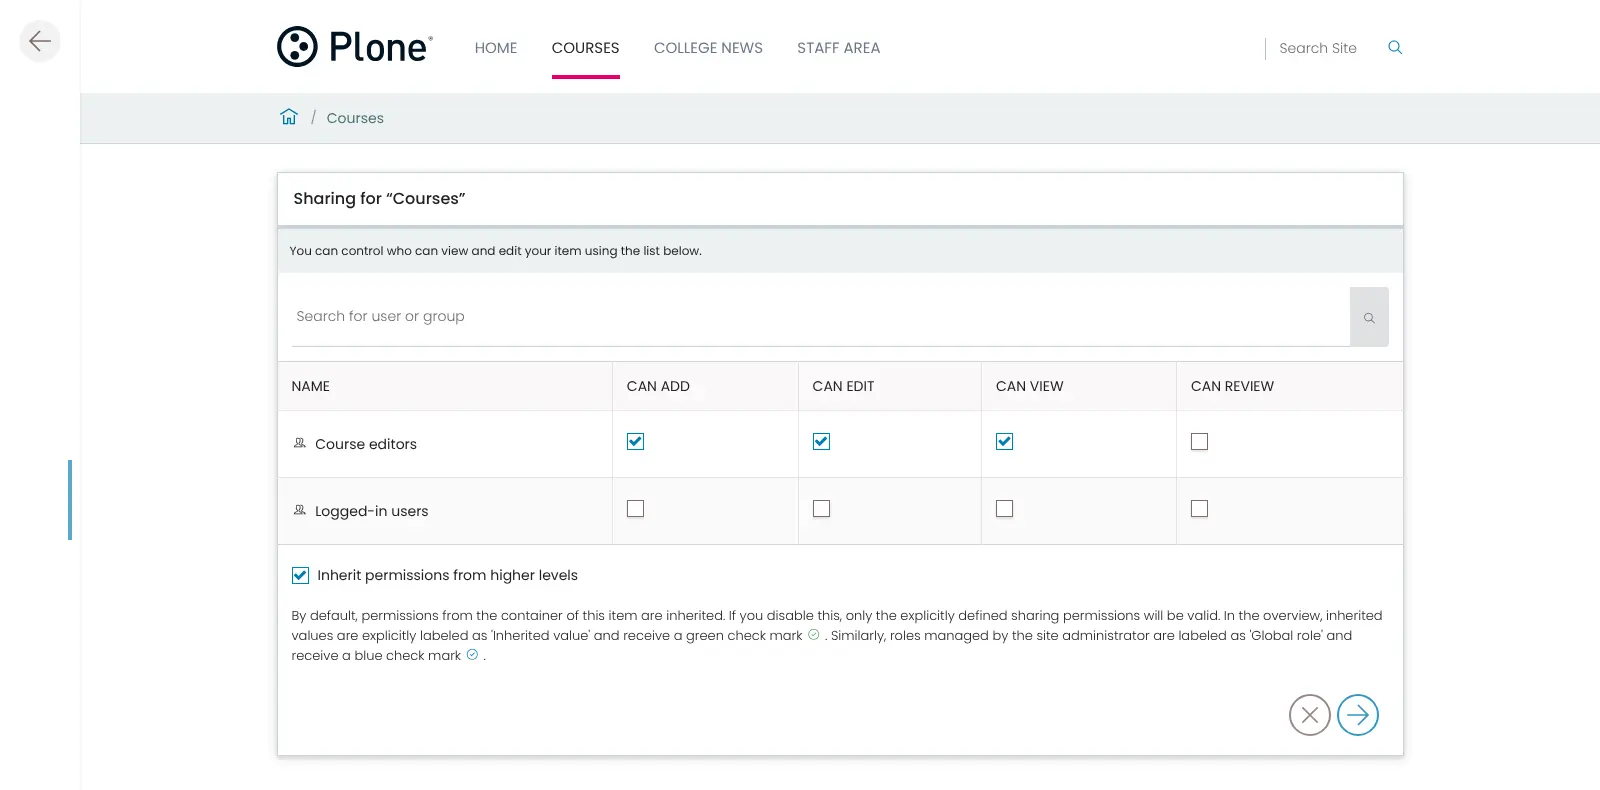 Plone®
HOME
COURSES
COLLEGE NEWS
STAFF AREA
Search Site
/ Courses
Sharing for “Courses”
You can control who can view and edit your item using the list below.
Search for user or group
NAME
CAN ADD
CAN EDIT
CAN VIEW
CAN REVIEW
Course editors
Logged-in users
Inherit permissions from higher levels
By default, permissions from the container of this item are inherited. If you disable this, only the explicitly defined sharing permissions will be valid. In the overview, inherited
values are explicitly labeled as 'Inherited value' and receive a green check mark . Similarly, roles managed by the site administrator are labeled as 'Global role' and
receive a blue check mark .